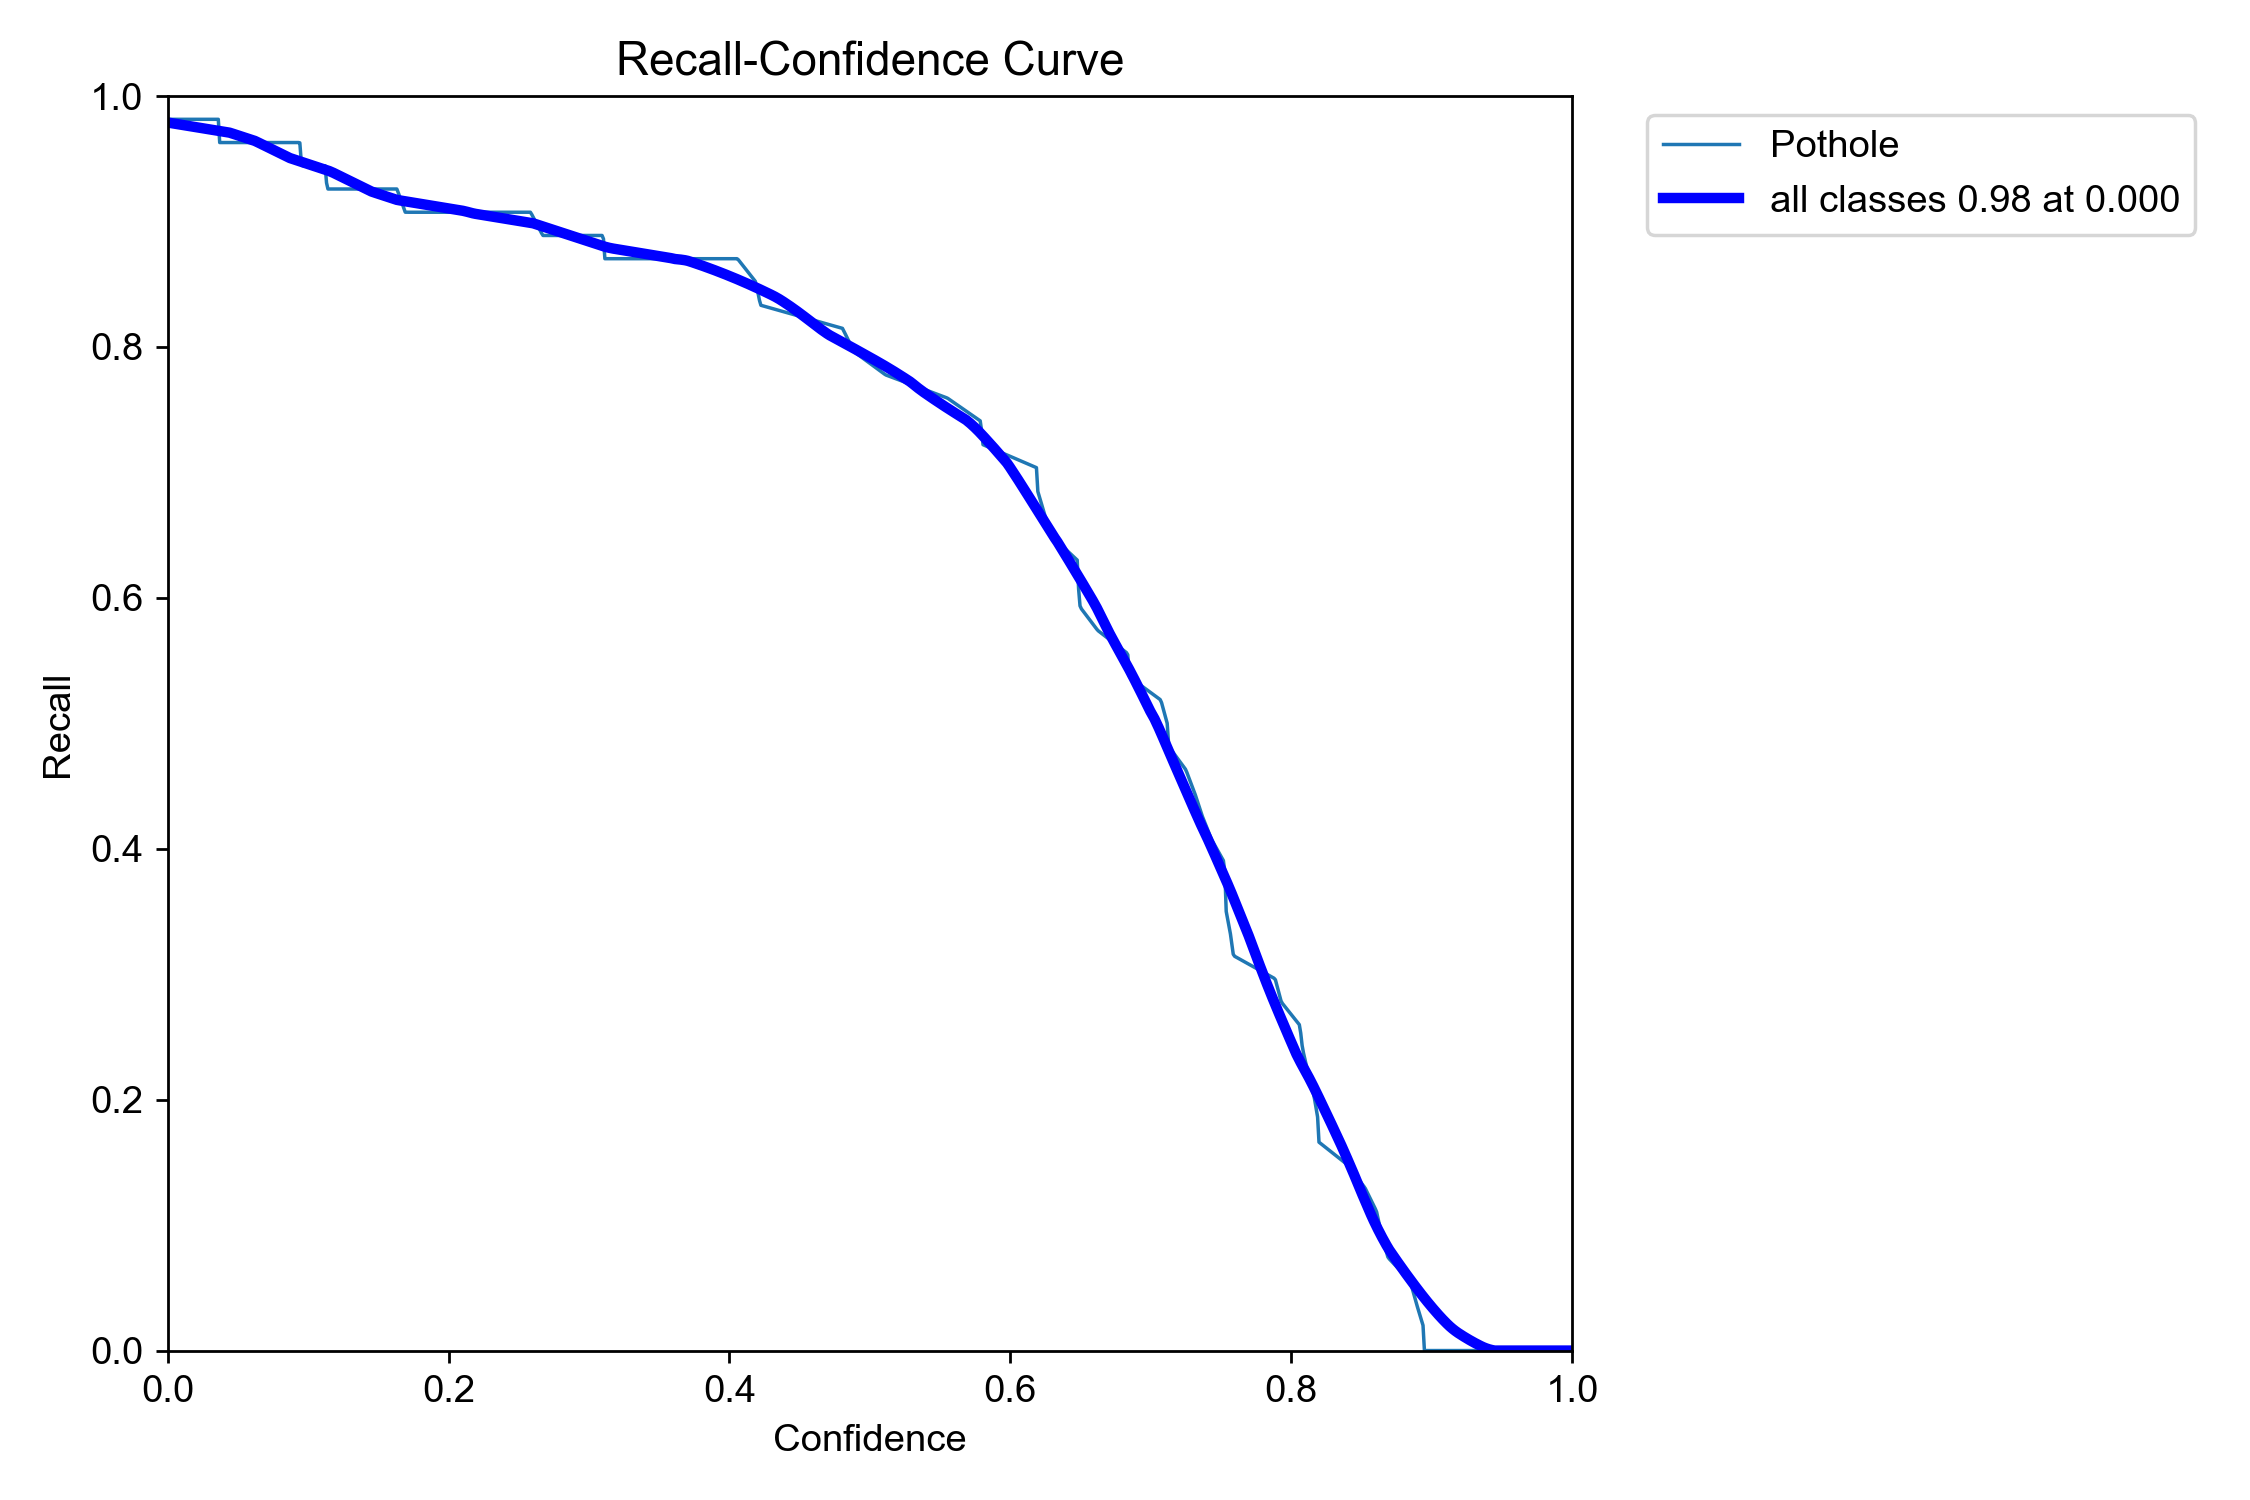 Recall-Confidence Curve
1.0
0.8
0.6
0.4
0.2
0.0
Recall
0.0 0.2 0.4 0.6 0.8 1.0
Confidence
Pothole
all classes 0.98 at 0.000